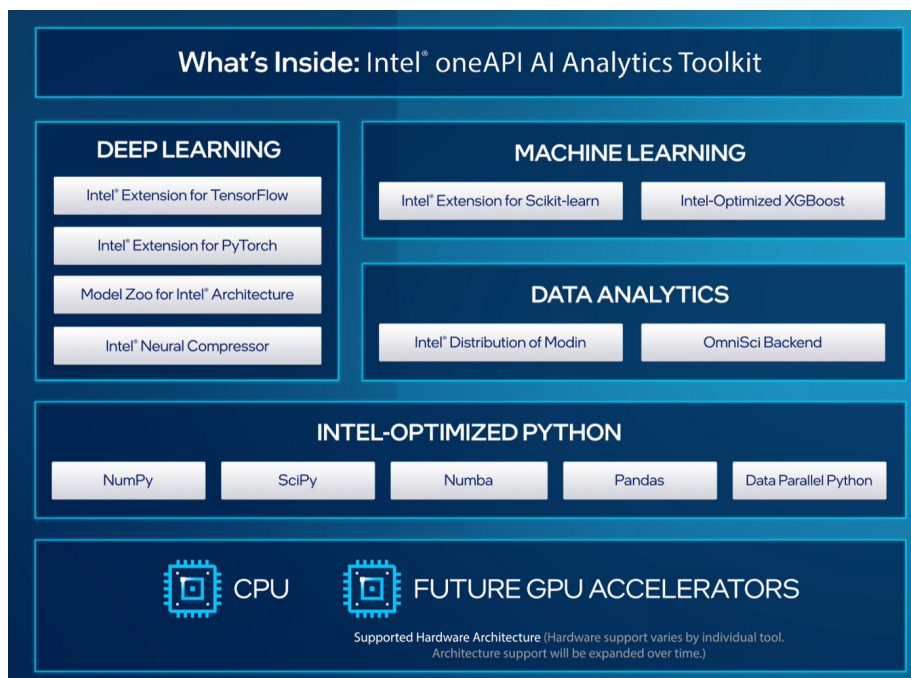 What's Inside: Intel® oneAPI AI Analytics Toolkit
DEEP LEARNING
Intel® Extension for TensorFlow
Intel® Extension for PyTorch
Model Zoo for Intel® Architecture
Intel® Neural Compressor
MACHINE LEARNING
Intel® Extension for Scikit-learn
Intel-Optimized XGBoost
DATA ANALYTICS
Intel® Distribution of Modin
OmniSci Backend
INTEL-OPTIMIZED PYTHON
NumPy
SciPy
Numba
Pandas
Data Parallel Python
CPU
FUTURE GPU ACCELERATORS
Supported Hardware Architecture (Hardware support varies by individual tool.
Architecture support will be expanded over time.)